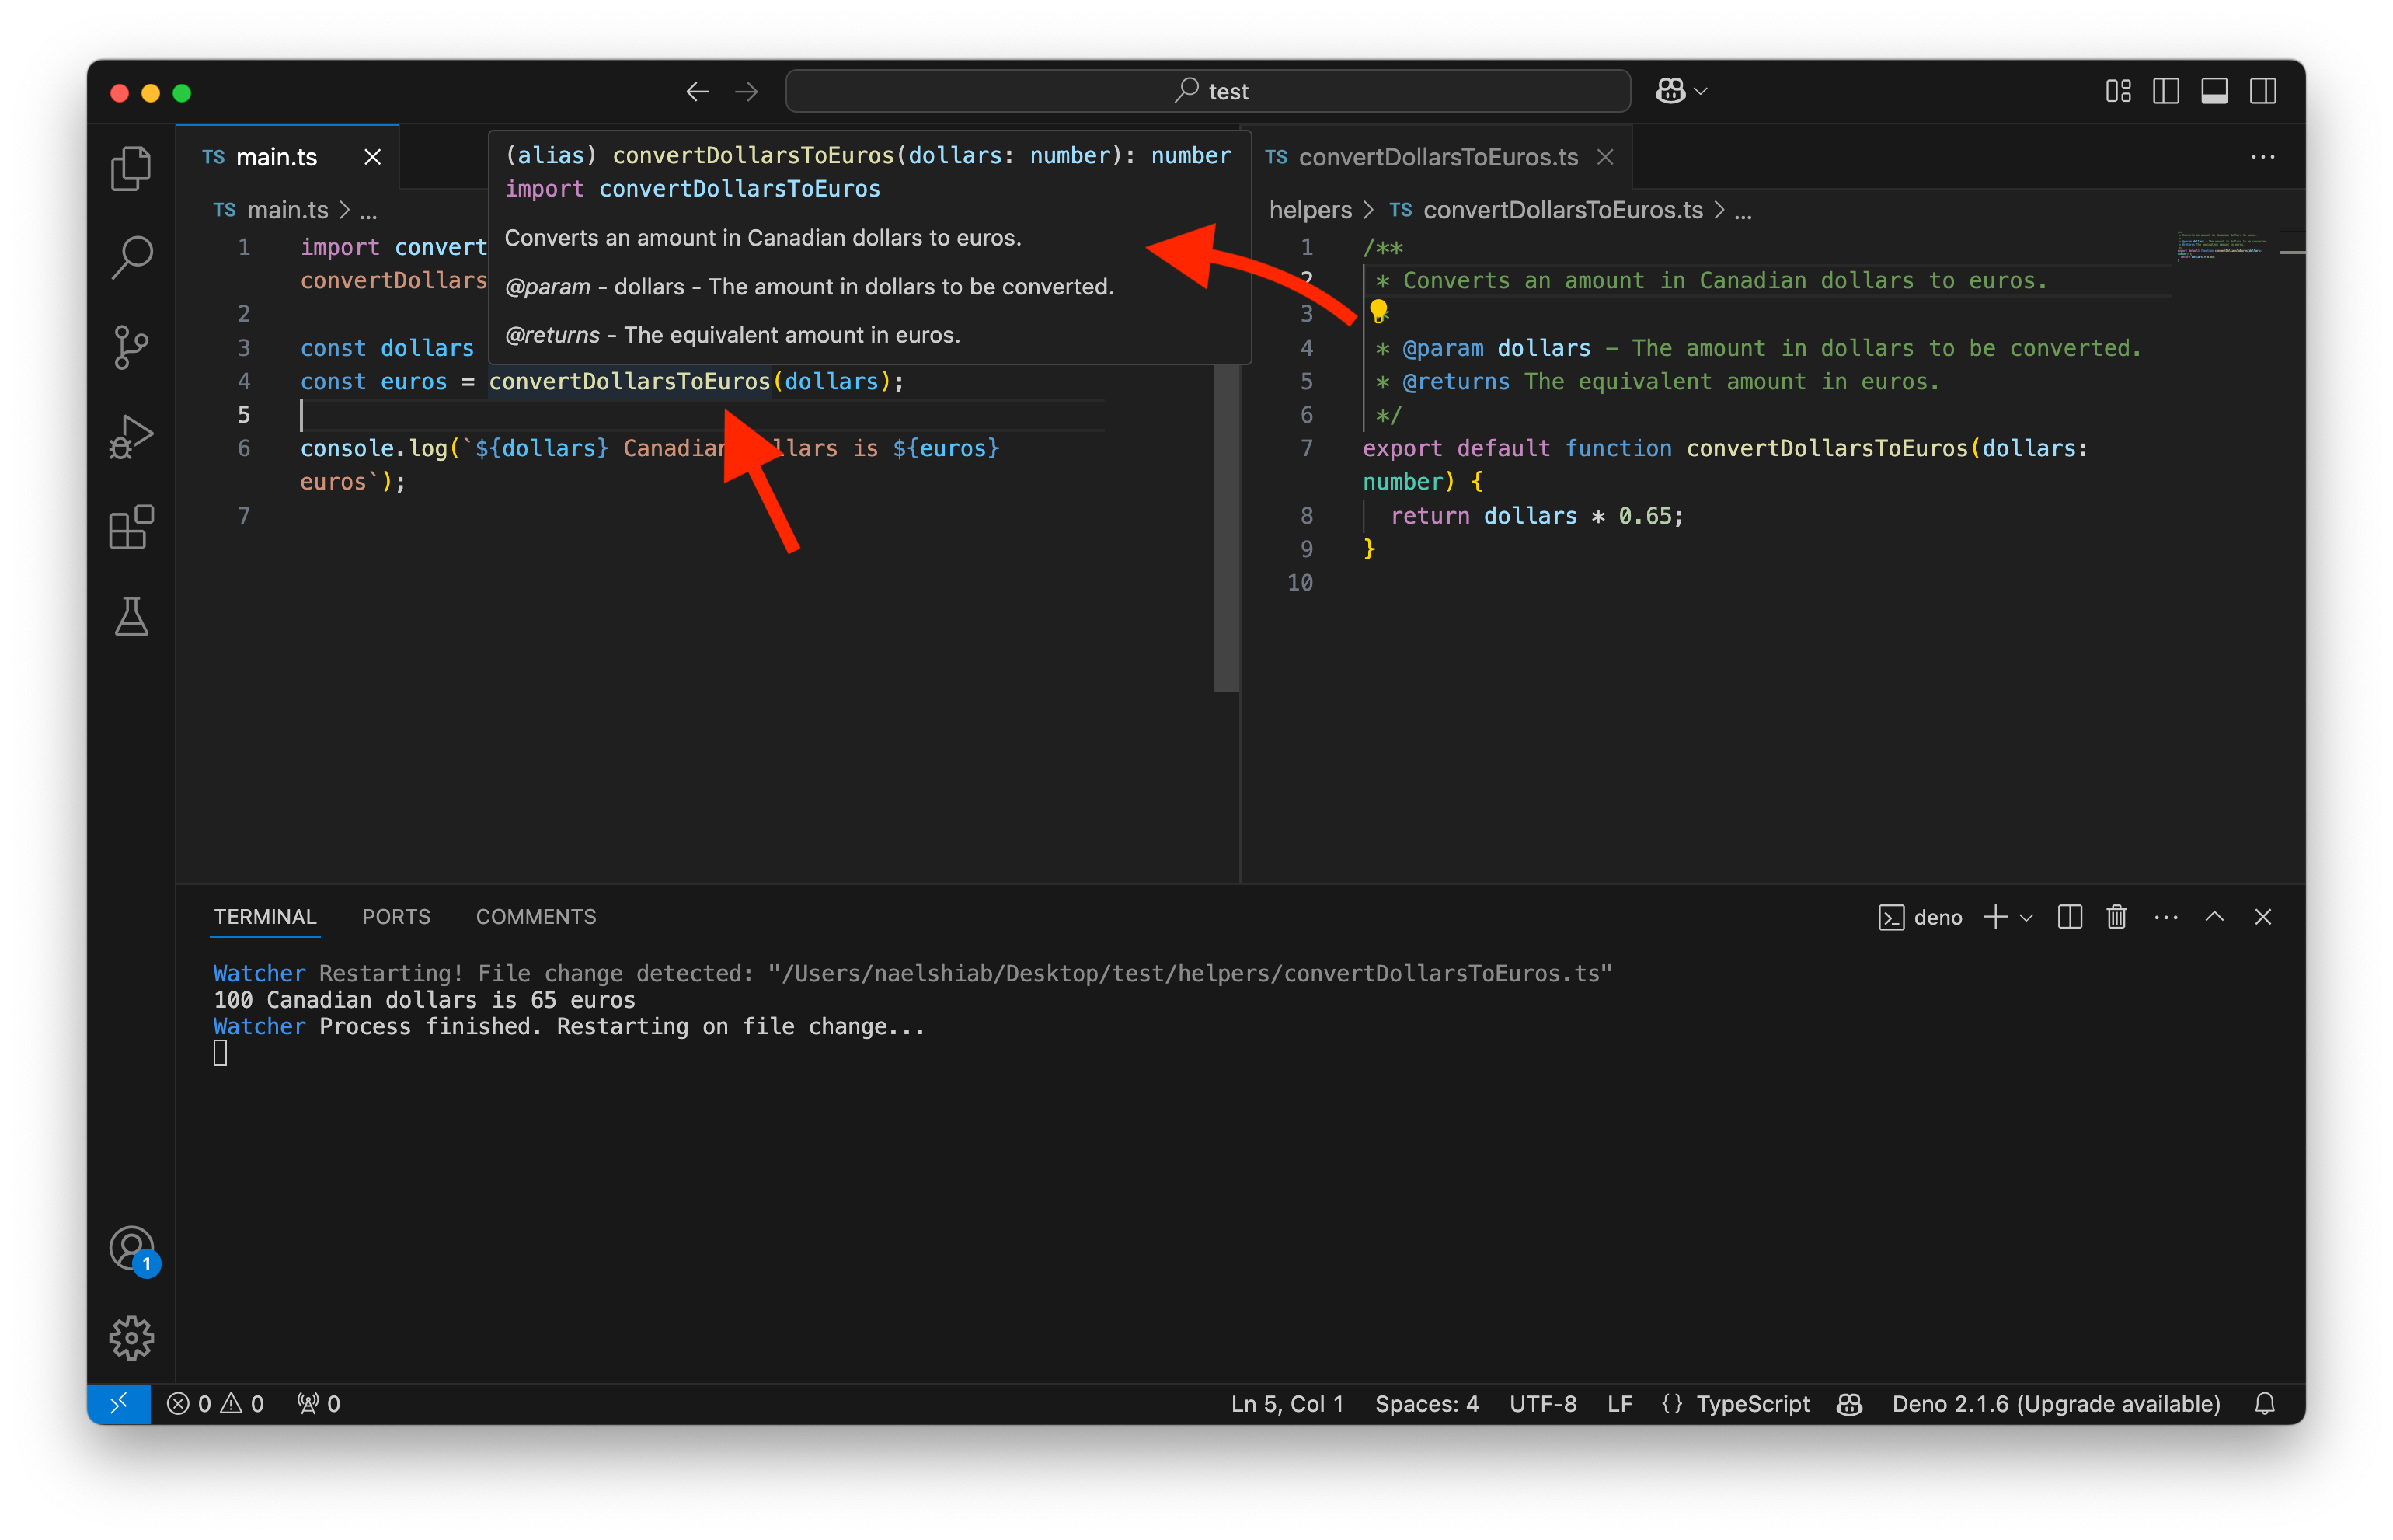 test
TS main.ts
TS main.ts > ...
1 import convert
convertDollars
2
3 const dollars
4 const euros = convertDollarsToEuros(dollars);
5
6 console.log(`${dollars} Canadian llars is ${euros}
euros`);
7
(alias) convertDollarsToEuros(dollars: number): number
import convertDollarsToEuros
Converts an amount in Canadian dollars to euros.
@param - dollars - The amount in dollars to be converted.
@returns - The equivalent amount in euros.
TS convertDollarsToEuros.ts
helpers > TS convertDollarsToEuros.ts > ...
1 /**
2 * Converts an amount in Canadian dollars to euros.
3 *
4 * @param dollars - The amount in dollars to be converted.
5 * @returns The equivalent amount in euros.
6 */
7 export default function convertDollarsToEuros(dollars:
number) {
8 return dollars * 0.65;
9 }
10
TERMINAL PORTS COMMENTS
deno
Watcher Restarting! File change detected: "/Users/naelshiab/Desktop/test/helpers/convertDollarsToEuros.ts"
100 Canadian dollars is 65 euros
Watcher Process finished. Restarting on file change...
1
0 0 0
Ln 5, Col 1 Spaces: 4 UTF-8 LF {} TypeScript Deno 2.1.6 (Upgrade available)